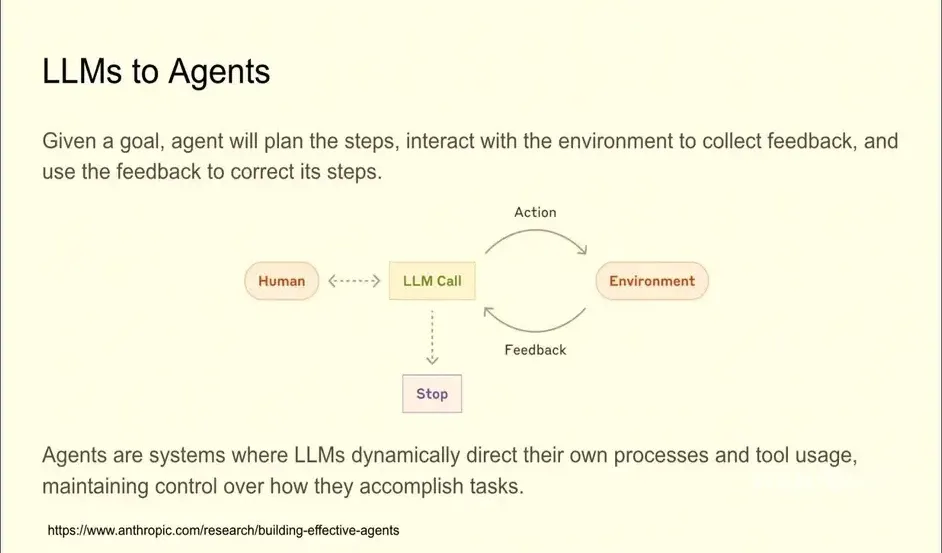 LLMs to Agents
Given a goal, agent will plan the steps, interact with the environment to collect feedback, and
use the feedback to correct its steps.
Action
Human
LLM Call
Environment
Feedback
Stop
Agents are systems where LLMs dynamically direct their own processes and tool usage,
maintaining control over how they accomplish tasks.
https://www.anthropic.com/research/building-effective-agents